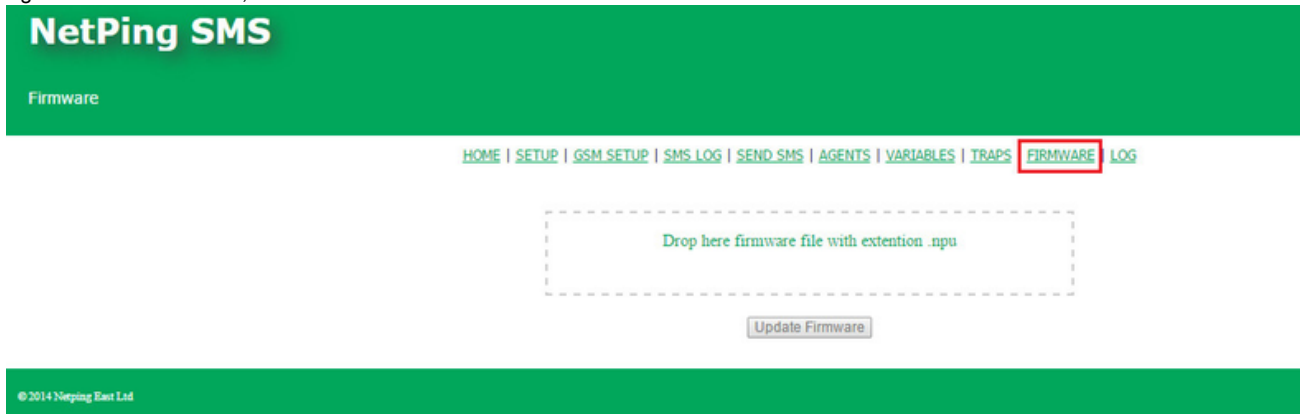 NetPing SMS
Firmware
HOME | SETUP | GSM SETUP | SMS LOG | SEND SMS | AGENTS | VARIABLES | TRAPS | FIRMWARE | LOG
Drop here firmware file with extention .npu
Update Firmware
© 2014 Netping East Ltd